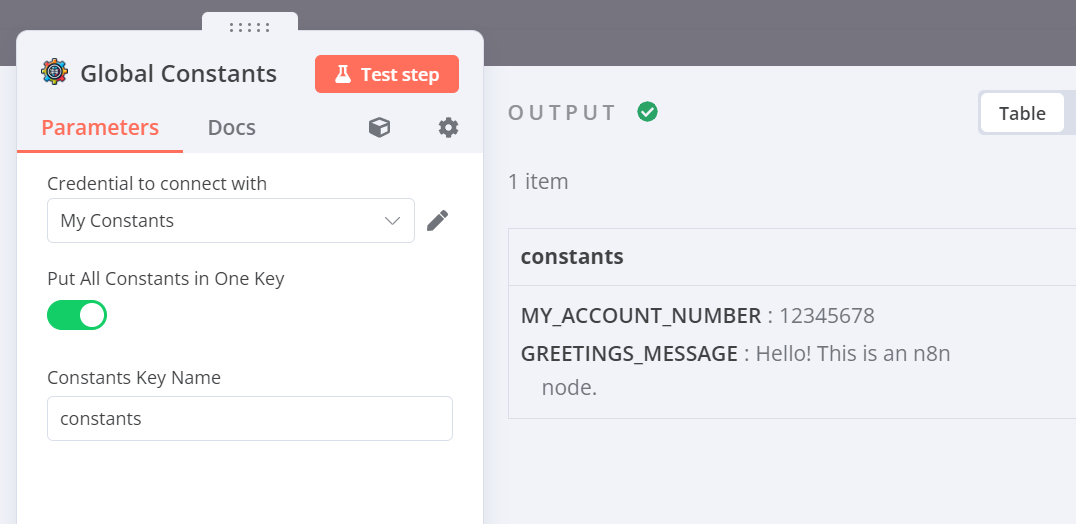 Global Constants
Test step
Parameters
Docs
Credential to connect with
My Constants
Put All Constants in One Key
Constants Key Name
constants
OUTPUT
Table
1 item
constants
MY_ACCOUNT_NUMBER : 12345678
GREETINGS_MESSAGE : Hello! This is an n8n
node.